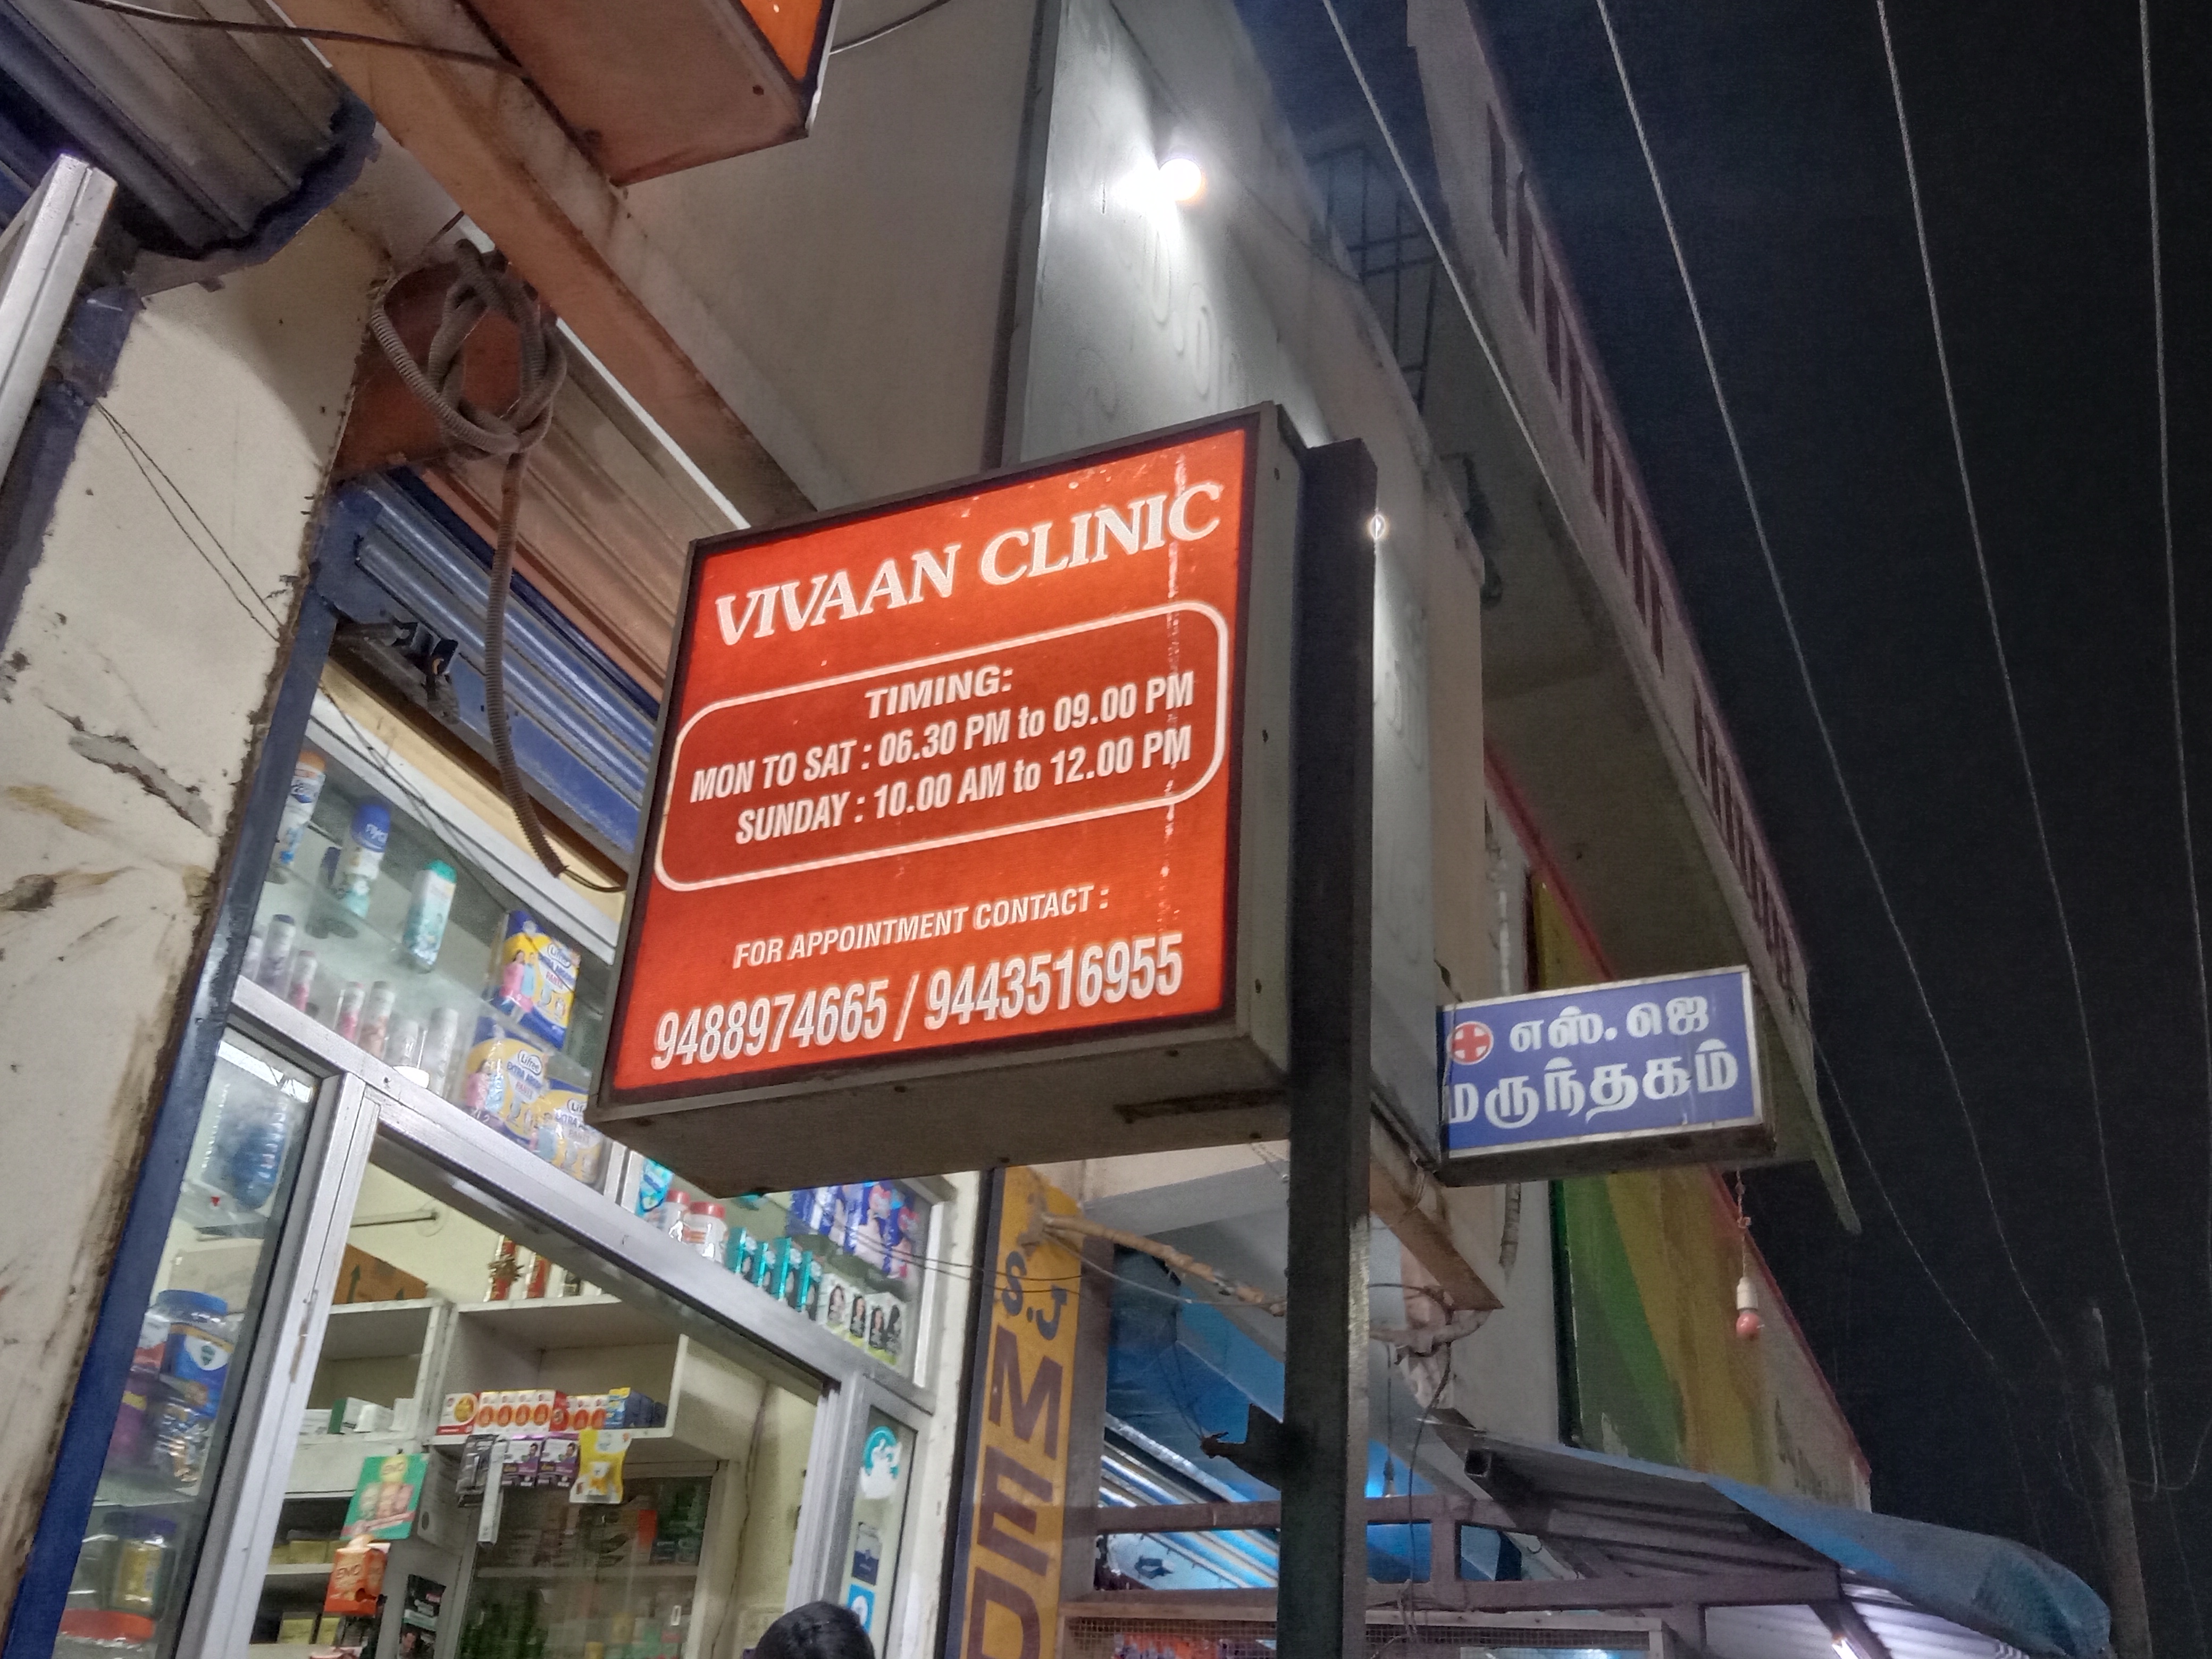 VIVAAN CLINIC
TIMING:
MON TO SAT : 06.30 PM to 09.00 PM
SUNDAY : 10.00 AM to 12.00 PM
FOR APPOINTMENT CONTACT :
9488974665 / 9443516955
எஸ். ஜெ
மருந்தகம்
S.J
MED